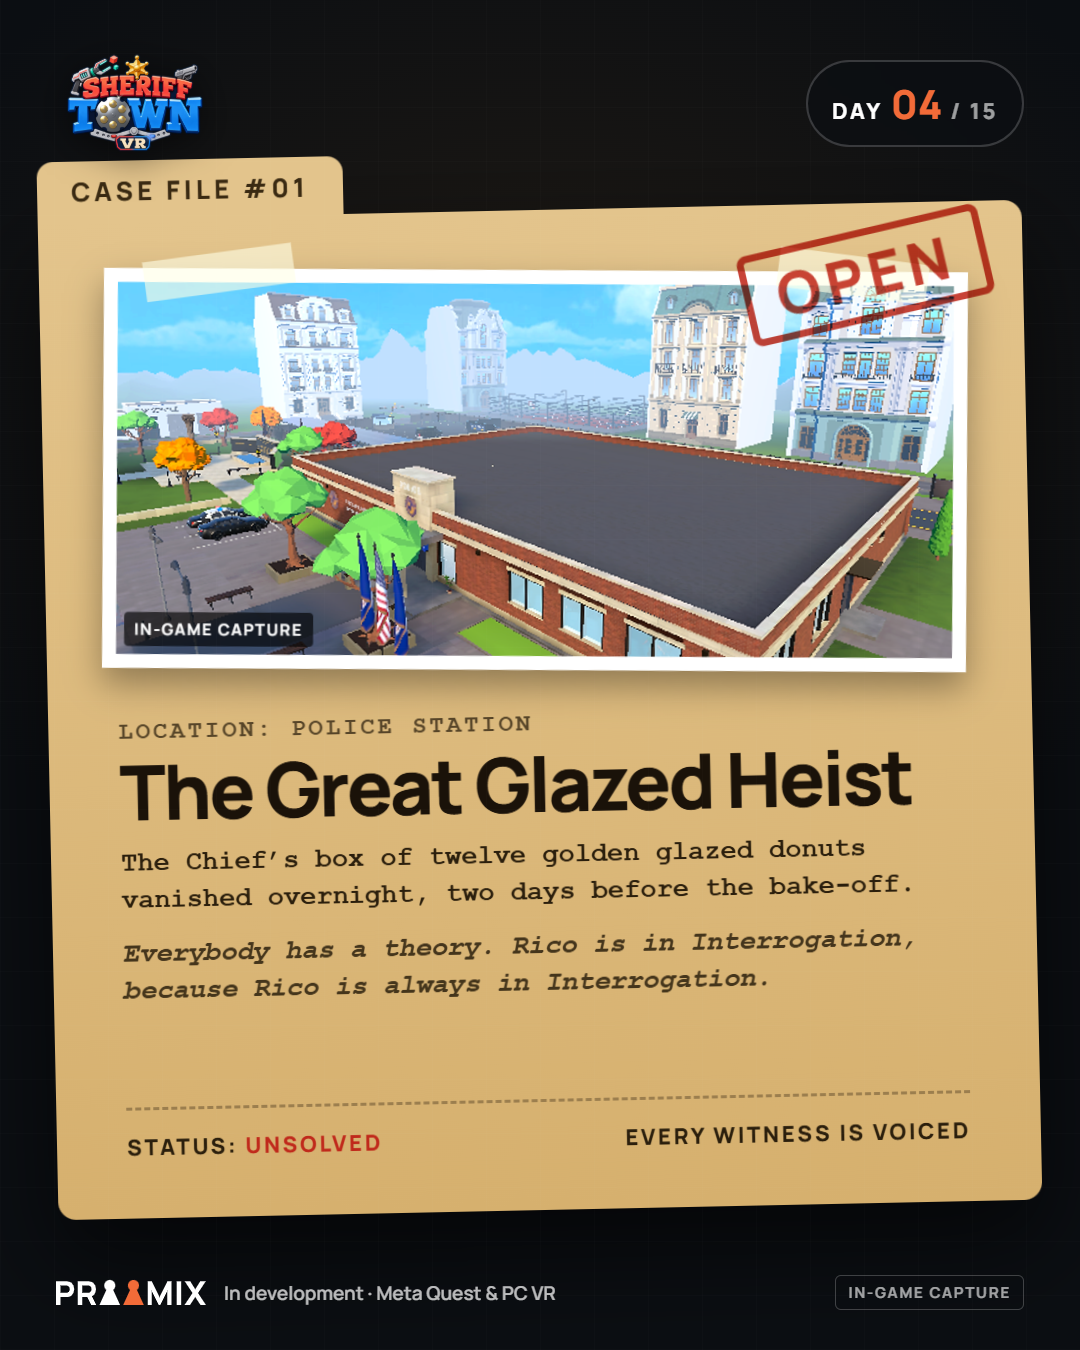 SHERIFF
TOWN
VR
DAY 04 / 15
CASE FILE #01
OPEN
IN-GAME CAPTURE
LOCATION: POLICE STATION
The Great Glazed Heist
The Chief's box of twelve golden glazed donuts
vanished overnight, two days before the bake-off.
Everybody has a theory. Rico is in Interrogation,
because Rico is always in Interrogation.
STATUS: UNSOLVED
EVERY WITNESS IS VOICED
PRAAMIX
In development · Meta Quest & PC VR
IN-GAME CAPTURE